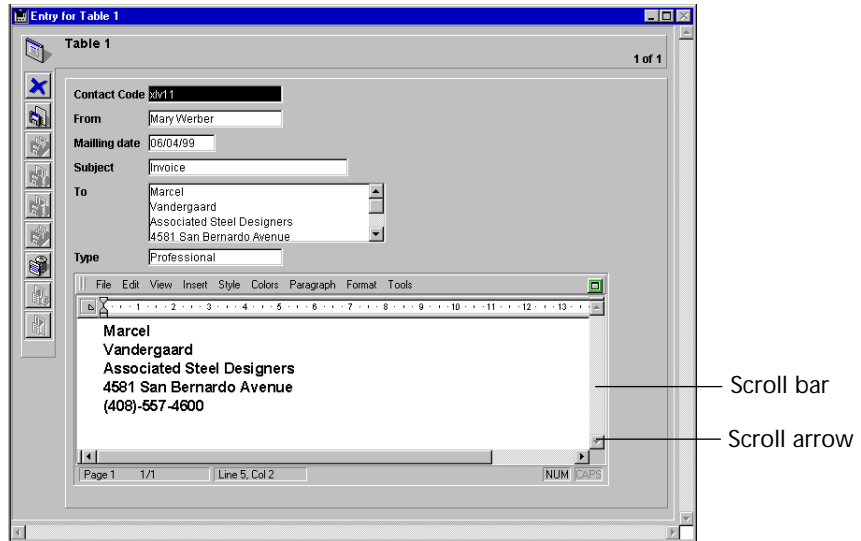 Entry for Table 1
Table 1
1 of 1
Contact Code xlv11
From Mary Werber
Mailling date 06/04/99
Subject Invoice
To Marcel
Vandergaard
Associated Steel Designers
4581 San Bernardo Avenue
Type Professional
File Edit View Insert Style Colors Paragraph Format Tools
1 2 3 4 5 6 7 8 9 10 11 12 13
Marcel
Vandergaard
Associated Steel Designers
4581 San Bernardo Avenue
(408)-557-4600
Scroll bar
Scroll arrow
Page 1 1/1 Line 5, Col 2 NUM CAPS